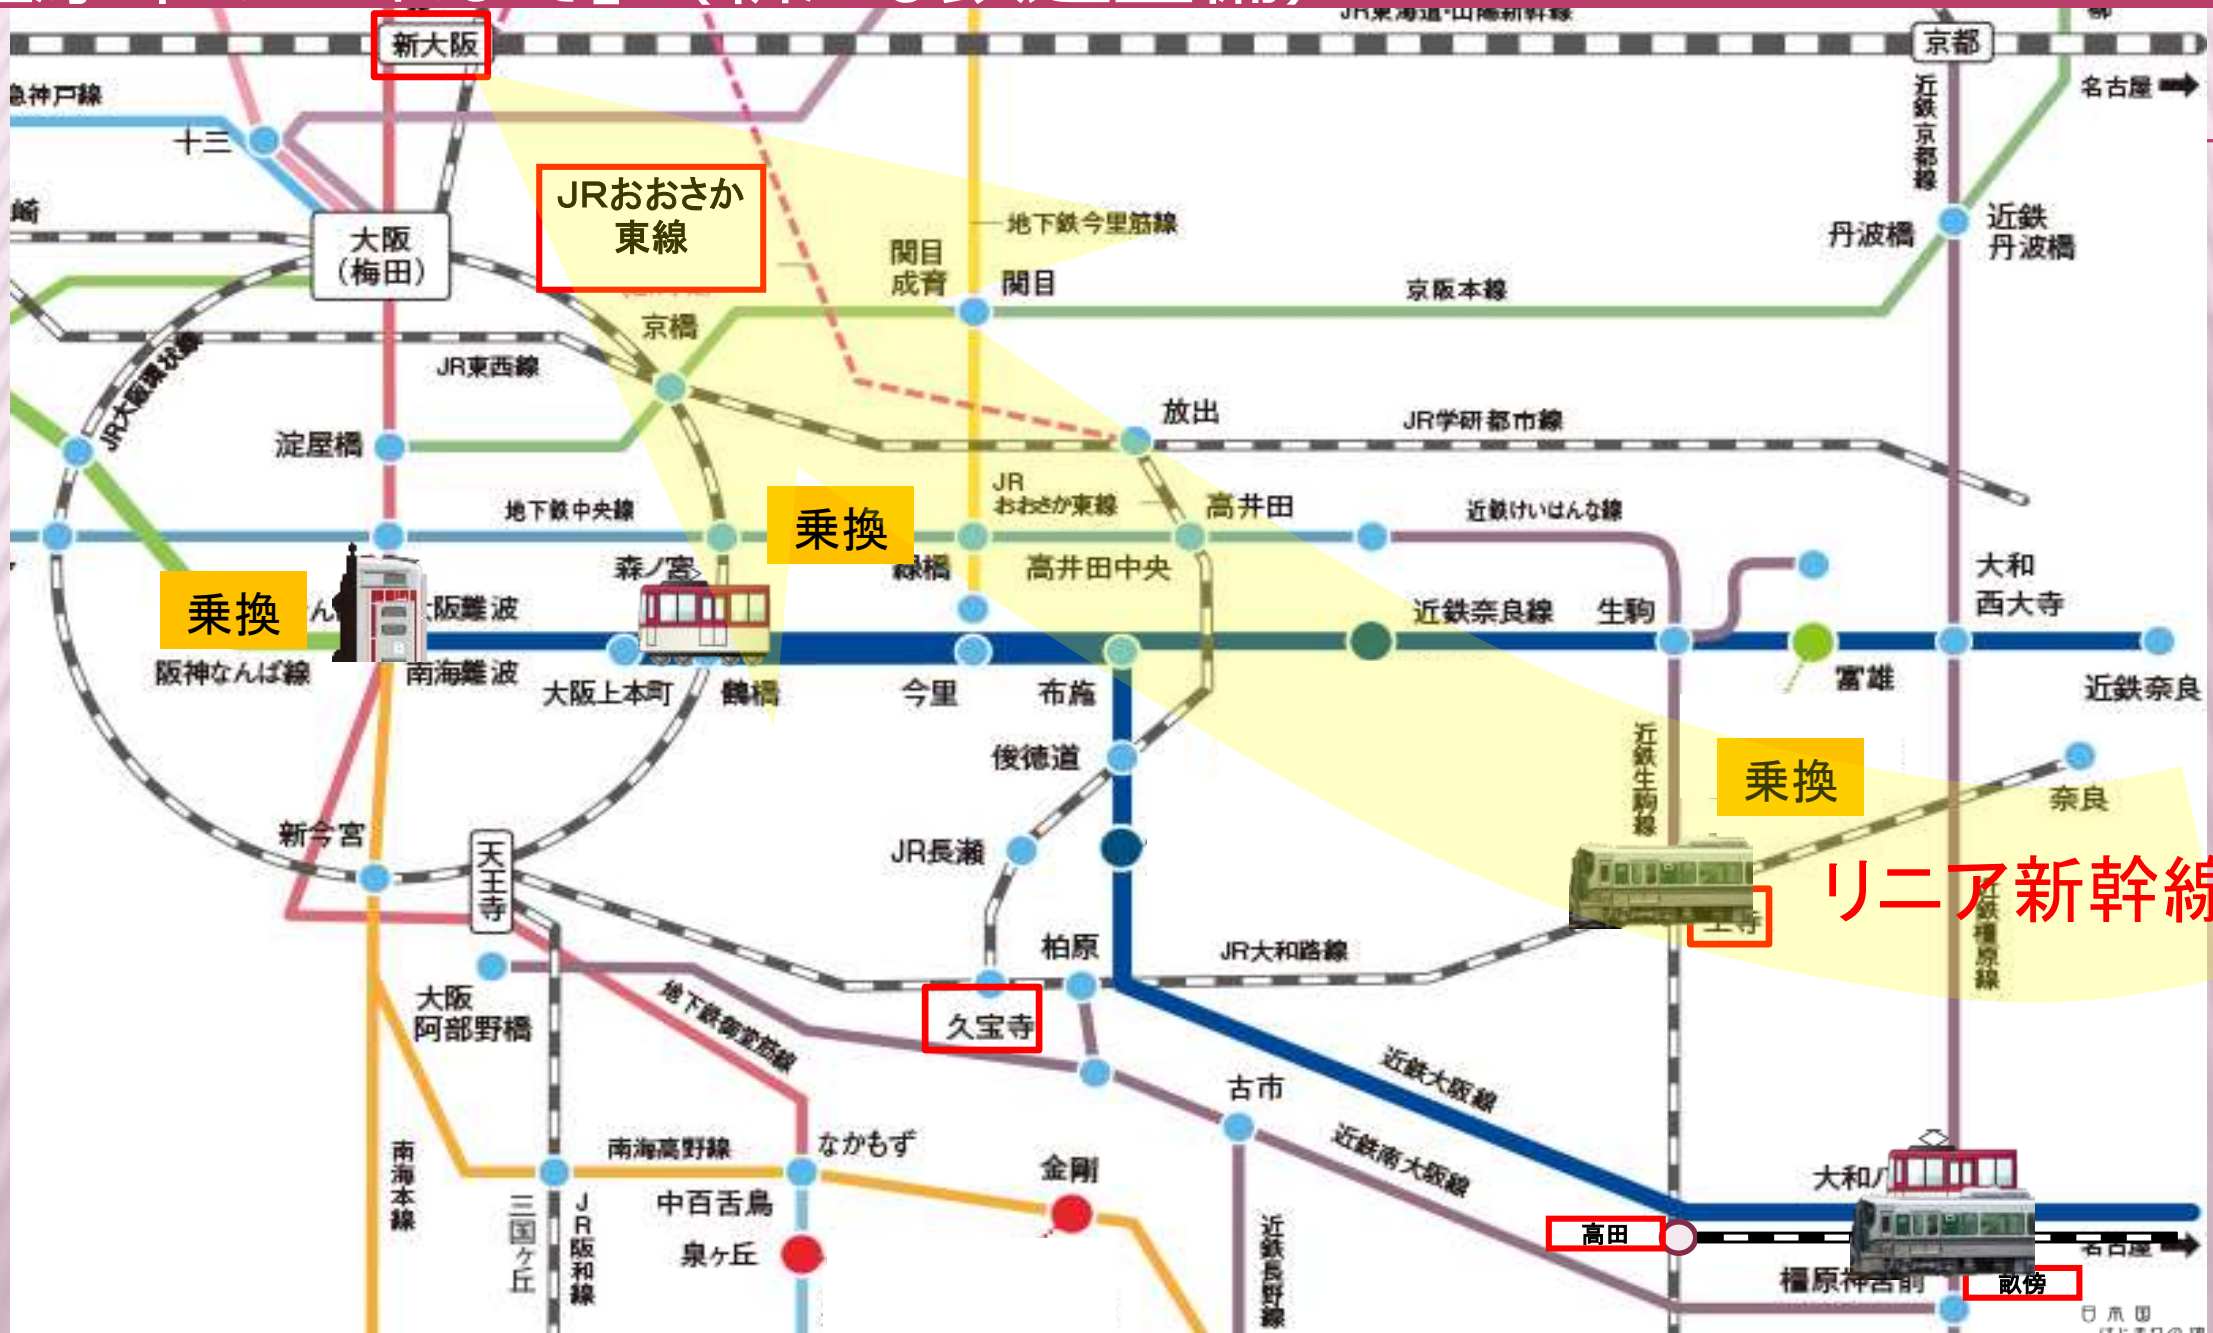 JR東海道・山陽新幹線
新大阪
京都
名古屋
近鉄京都線
急神戸線
十三
崎
JRおおさか
東線
大阪
(梅田)
地下鉄今里筋線
関目
成育
関目
丹波橋
近鉄
丹波橋
京阪本線
京橋
JR東西線
JR大阪環状線
放出
JR学研都市線
淀屋橋
JR
おおさか東線
地下鉄中央線
乗換
高井田
近鉄けいはんな線
森ノ宮
緑橋
高井田中央
大和
西大寺
乗換
大阪難波
近鉄奈良線
生駒
阪神なんば線
南海難波
大阪上本町
鶴橋
今里
布施
富雄
近鉄奈良
俊徳道
近鉄生駒線
乗換
奈良
新今宮
天王寺
JR長瀬
リニア新幹線
近鉄橿原線
柏原
JR大和路線
大阪
阿部野橋
地下鉄御堂筋線
久宝寺
近鉄大阪線
古市
南海本線
南海高野線
なかもず
金剛
近鉄南大阪線
大和八
三国ヶ丘
JR阪和線
中百舌鳥
泉ヶ丘
近鉄長野線
高田
名古屋
橿原神宮前
畝傍
日本国